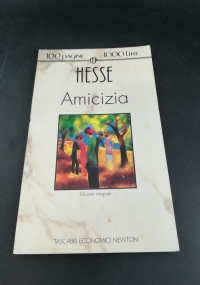 100 pagine 1000 lire
HESSE
Amicizia
Edizione integrale
TASCABILI ECONOMICI NEWTON